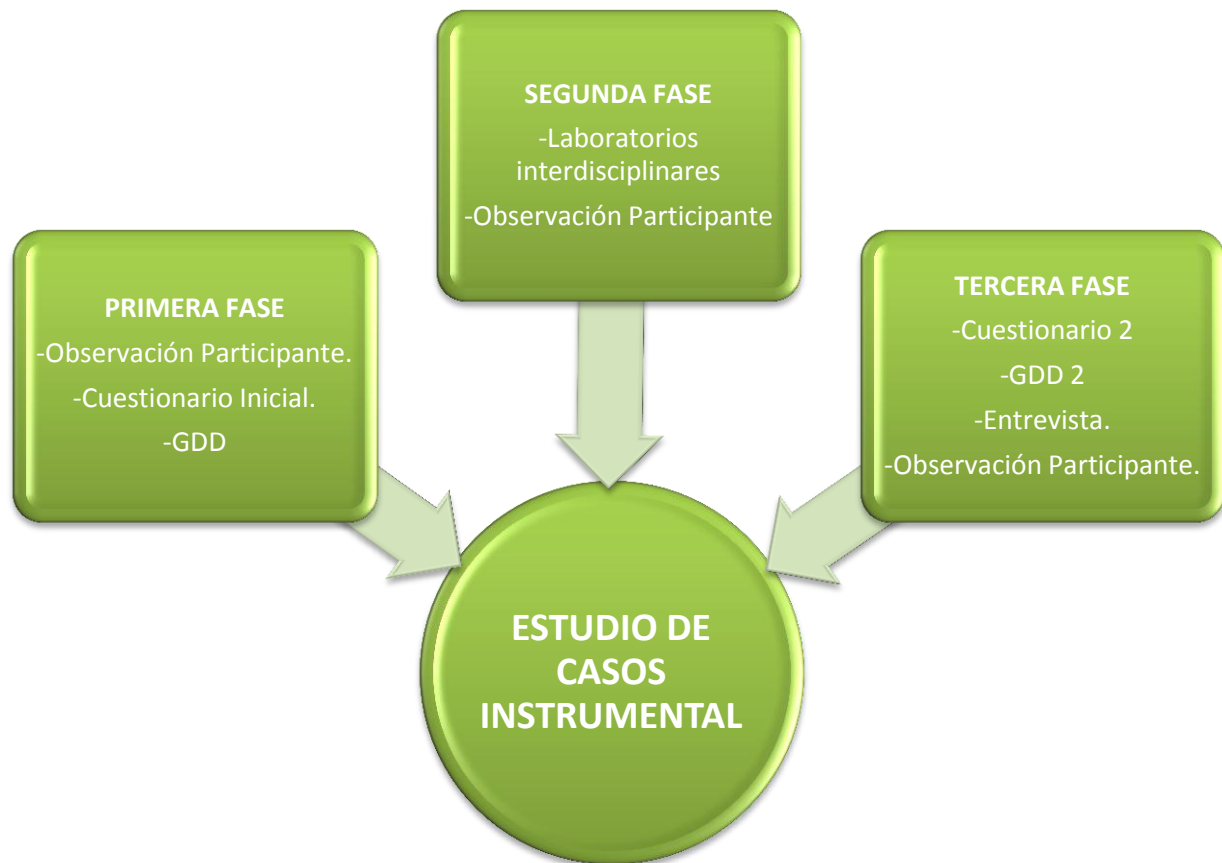 PRIMERA FASE
-Observación Participante.
-Cuestionario Inicial.
-GDD
SEGUNDA FASE
-Laboratorios
interdisciplinares
-Observación Participante
TERCERA FASE
-Cuestionario 2
-GDD 2
-Entrevista.
-Observación Participante.
ESTUDIO DE
CASOS
INSTRUMENTAL